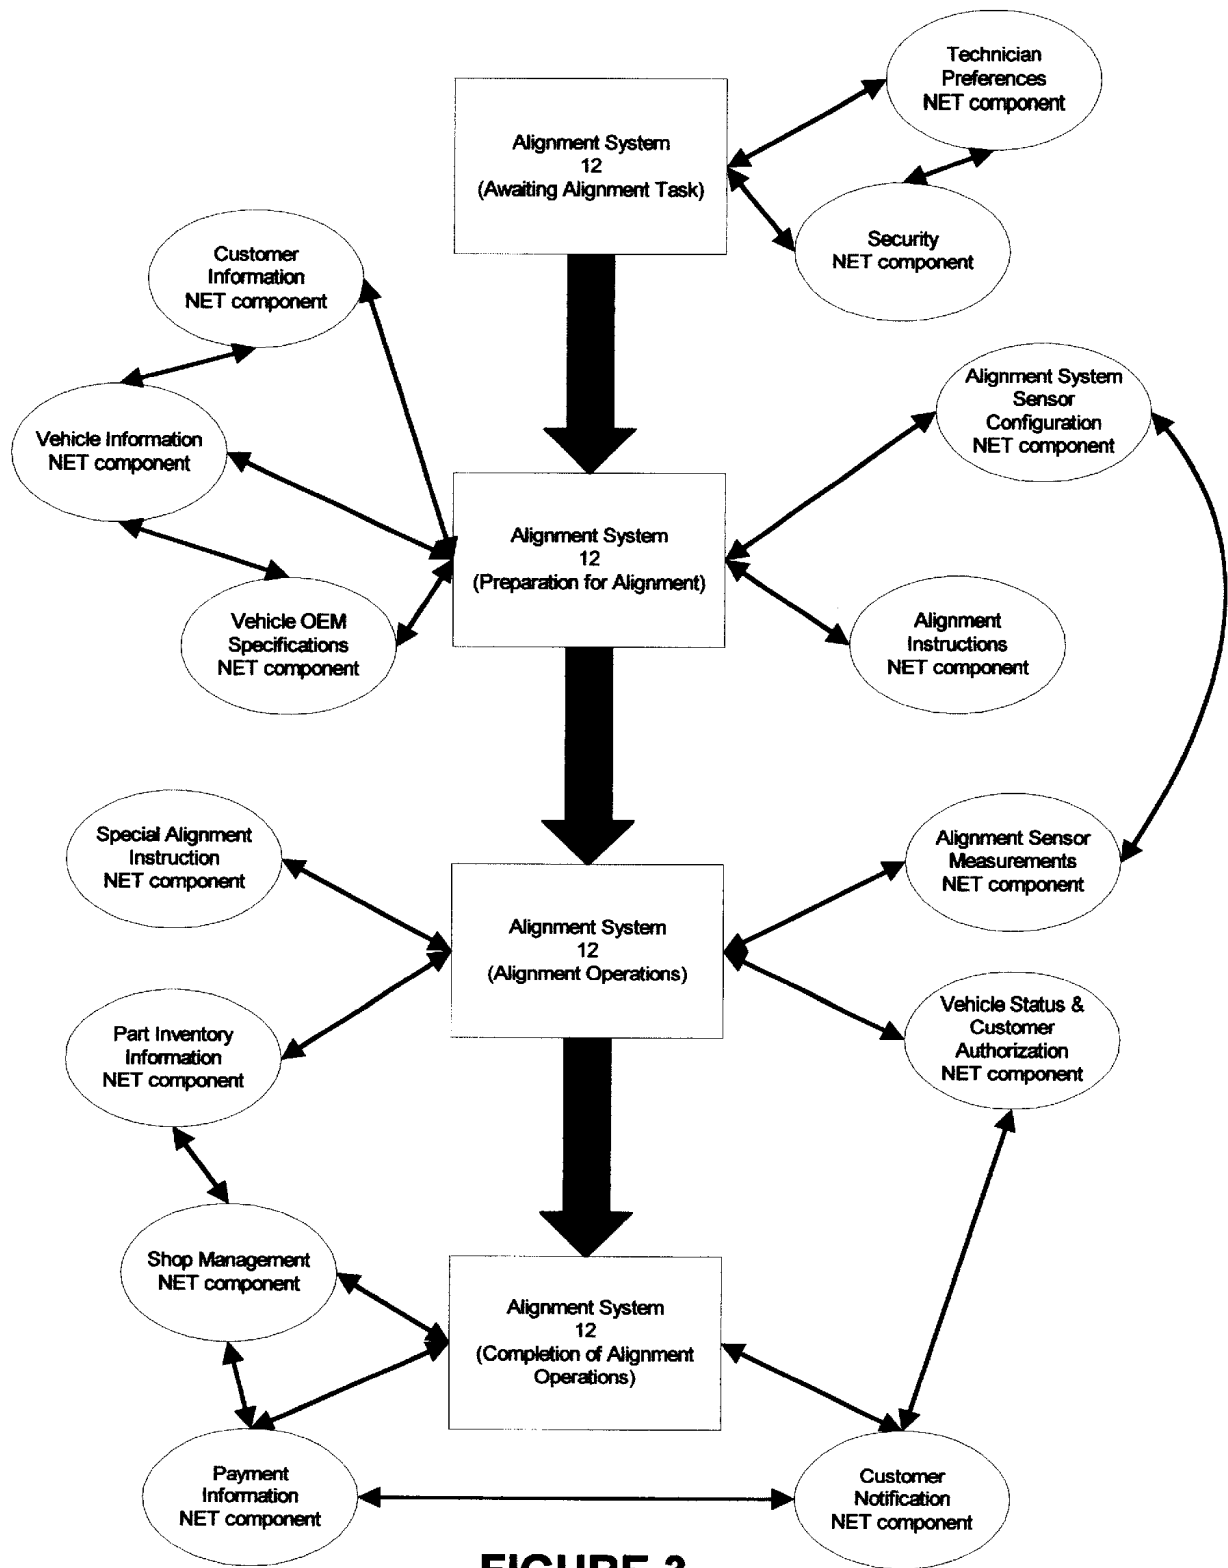 Technician
Preferences
NET component
Alignment System
12
(Awaiting Alignment Task)
Security
NET component
Customer
Information
NET component
Alignment System
Sensor
Configuration
NET component
Vehicle Information
NET component
Alignment System
12
(Preparation for Alignment)
Vehicle OEM
Specifications
NET component
Alignment
Instructions
NET component
Special Alignment
Instruction
NET component
Alignment Sensor
Measurements
NET component
Alignment System
12
(Alignment Operations)
Part Inventory
Information
NET component
Vehicle Status &
Customer
Authorization
NET component
Shop Management
NET component
Alignment System
12
(Completion of Alignment
Operations)
Payment
Information
NET component
Customer
Notification
NET component
FIGURE 3